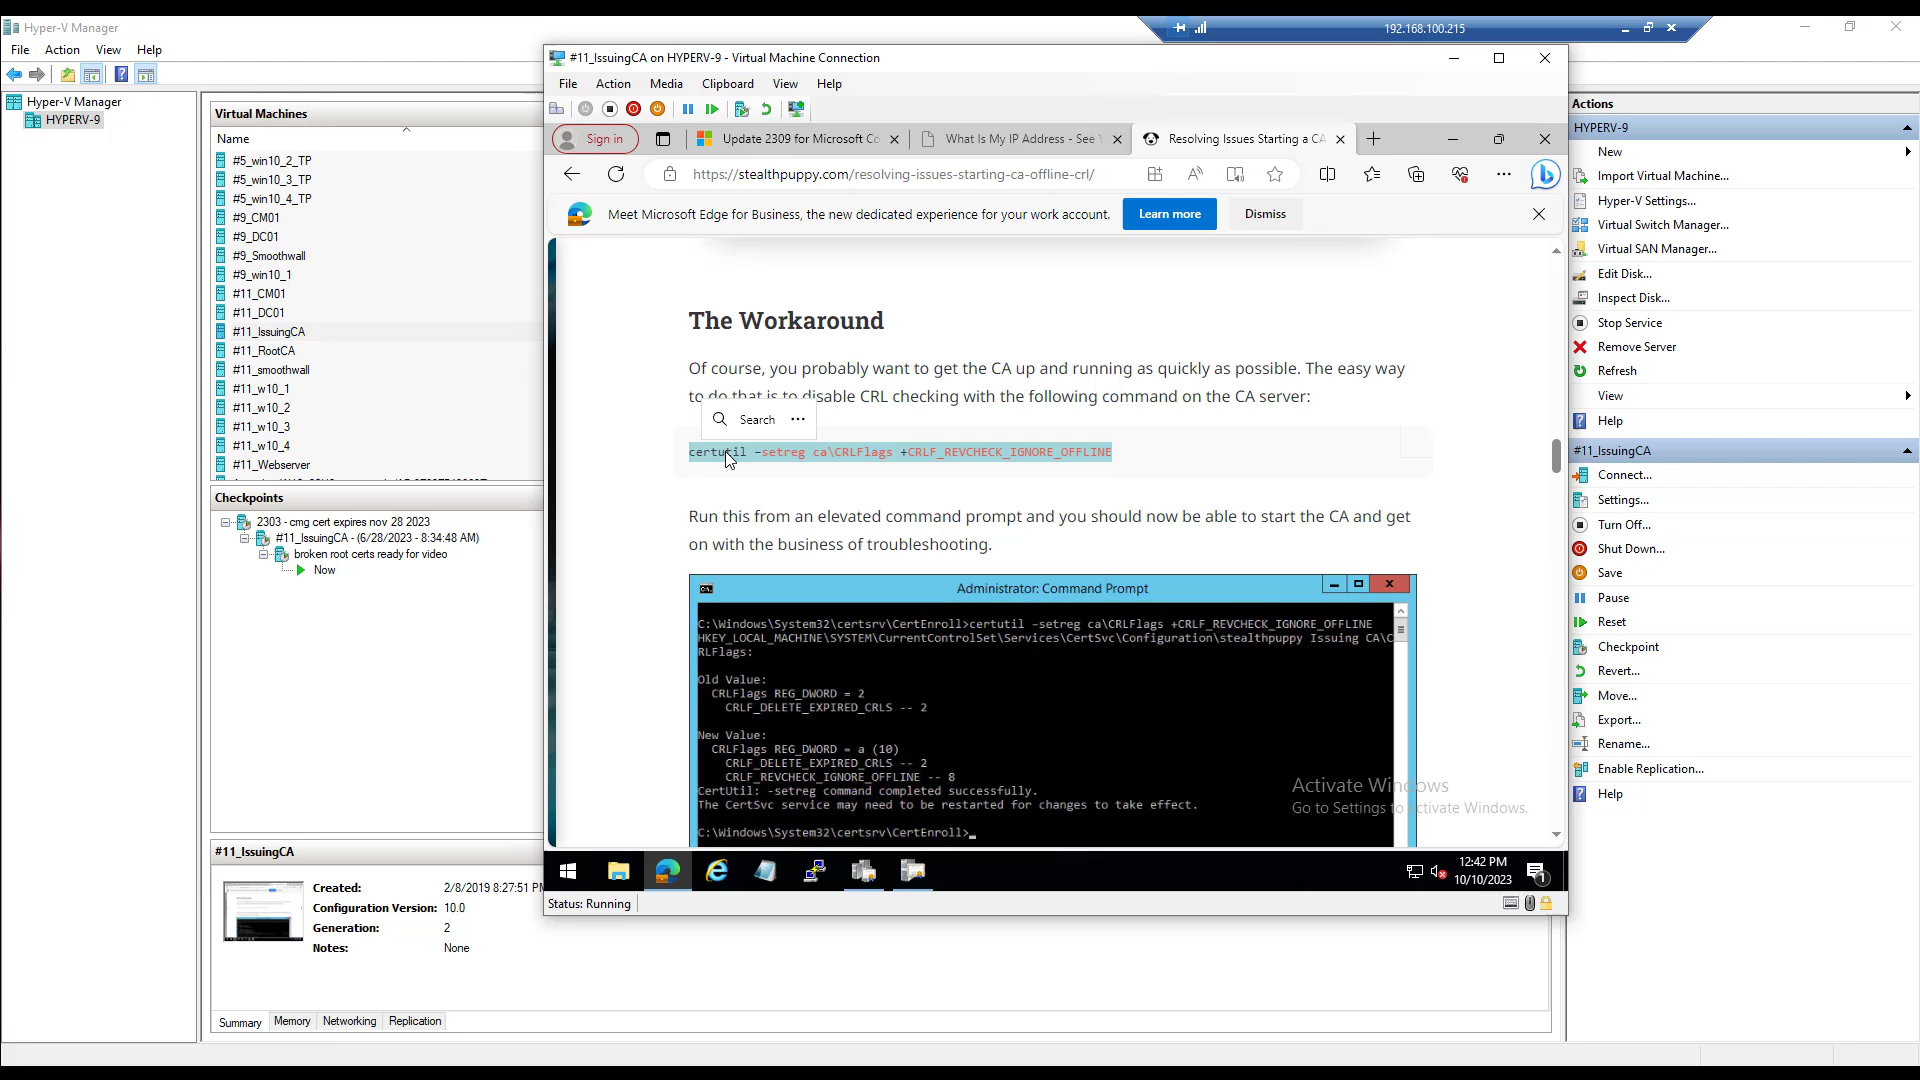 Hyper-V Manager
192.168.100.215
File Action View Help
Hyper-V Manager
HYPERV-9
Virtual Machines
Name
#5_win10_2_TP
#5_win10_3_TP
#5_win10_4_TP
#9_CM01
#9_DC01
#9_Smoothwall
#9_win10_1
#11_CM01
#11_DC01
#11_IssuingCA
#11_RootCA
#11_smoothwall
#11_w10_1
#11_w10_2
#11_w10_3
#11_w10_4
#11_Webserver
Checkpoints
2303 - cmg cert expires nov 28 2023
#11_IssuingCA - (6/28/2023 - 8:34:48 AM)
broken root certs ready for video
Now
#11_IssuingCA
Created: 2/8/2019 8:27:51 PM
Configuration Version: 10.0
Generation: 2
Notes: None
Summary Memory Networking Replication
#11_IssuingCA on HYPERV-9 - Virtual Machine Connection
File Action Media Clipboard View Help
Sign in
Update 2309 for Microsoft Co
What Is My IP Address - See Y
Resolving Issues Starting a CA
https://stealthpuppy.com/resolving-issues-starting-ca-offline-crl/
Meet Microsoft Edge for Business, the new dedicated experience for your work account. Learn more Dismiss
The Workaround
Of course, you probably want to get the CA up and running as quickly as possible. The easy way
to do that is to disable CRL checking with the following command on the CA server:
Search
certutil –setreg ca\CRLFlags +CRLF_REVCHECK_IGNORE_OFFLINE
Run this from an elevated command prompt and you should now be able to start the CA and get
on with the business of troubleshooting.
Administrator: Command Prompt
C:\Windows\System32\certsrv\CertEnroll>certutil –setreg ca\CRLFlags +CRLF_REVCHECK_IGNORE_OFFLINE
HKEY_LOCAL_MACHINE\SYSTEM\CurrentControlSet\Services\CertSvc\Configuration\stealthpuppy Issuing CA\C
RLFlags:
Old Value:
CRLFlags REG_DWORD = 2
CRLF_DELETE_EXPIRED_CRLS -- 2
New Value:
CRLFlags REG_DWORD = a (10)
CRLF_DELETE_EXPIRED_CRLS -- 2
CRLF_REVCHECK_IGNORE_OFFLINE -- 8
CertUtil: -setreg command completed successfully.
The CertSvc service may need to be restarted for changes to take effect.
C:\Windows\System32\certsrv\CertEnroll>_
Activate Windows
Go to Settings to activate Windows.
12:42 PM
10/10/2023
1
Status: Running
Actions
HYPERV-9
New
Import Virtual Machine...
Hyper-V Settings...
Virtual Switch Manager...
Virtual SAN Manager...
Edit Disk...
Inspect Disk...
Stop Service
Remove Server
Refresh
View
Help
#11_IssuingCA
Connect...
Settings...
Turn Off...
Shut Down...
Save
Pause
Reset
Checkpoint
Revert...
Move...
Export...
Rename...
Enable Replication...
Help